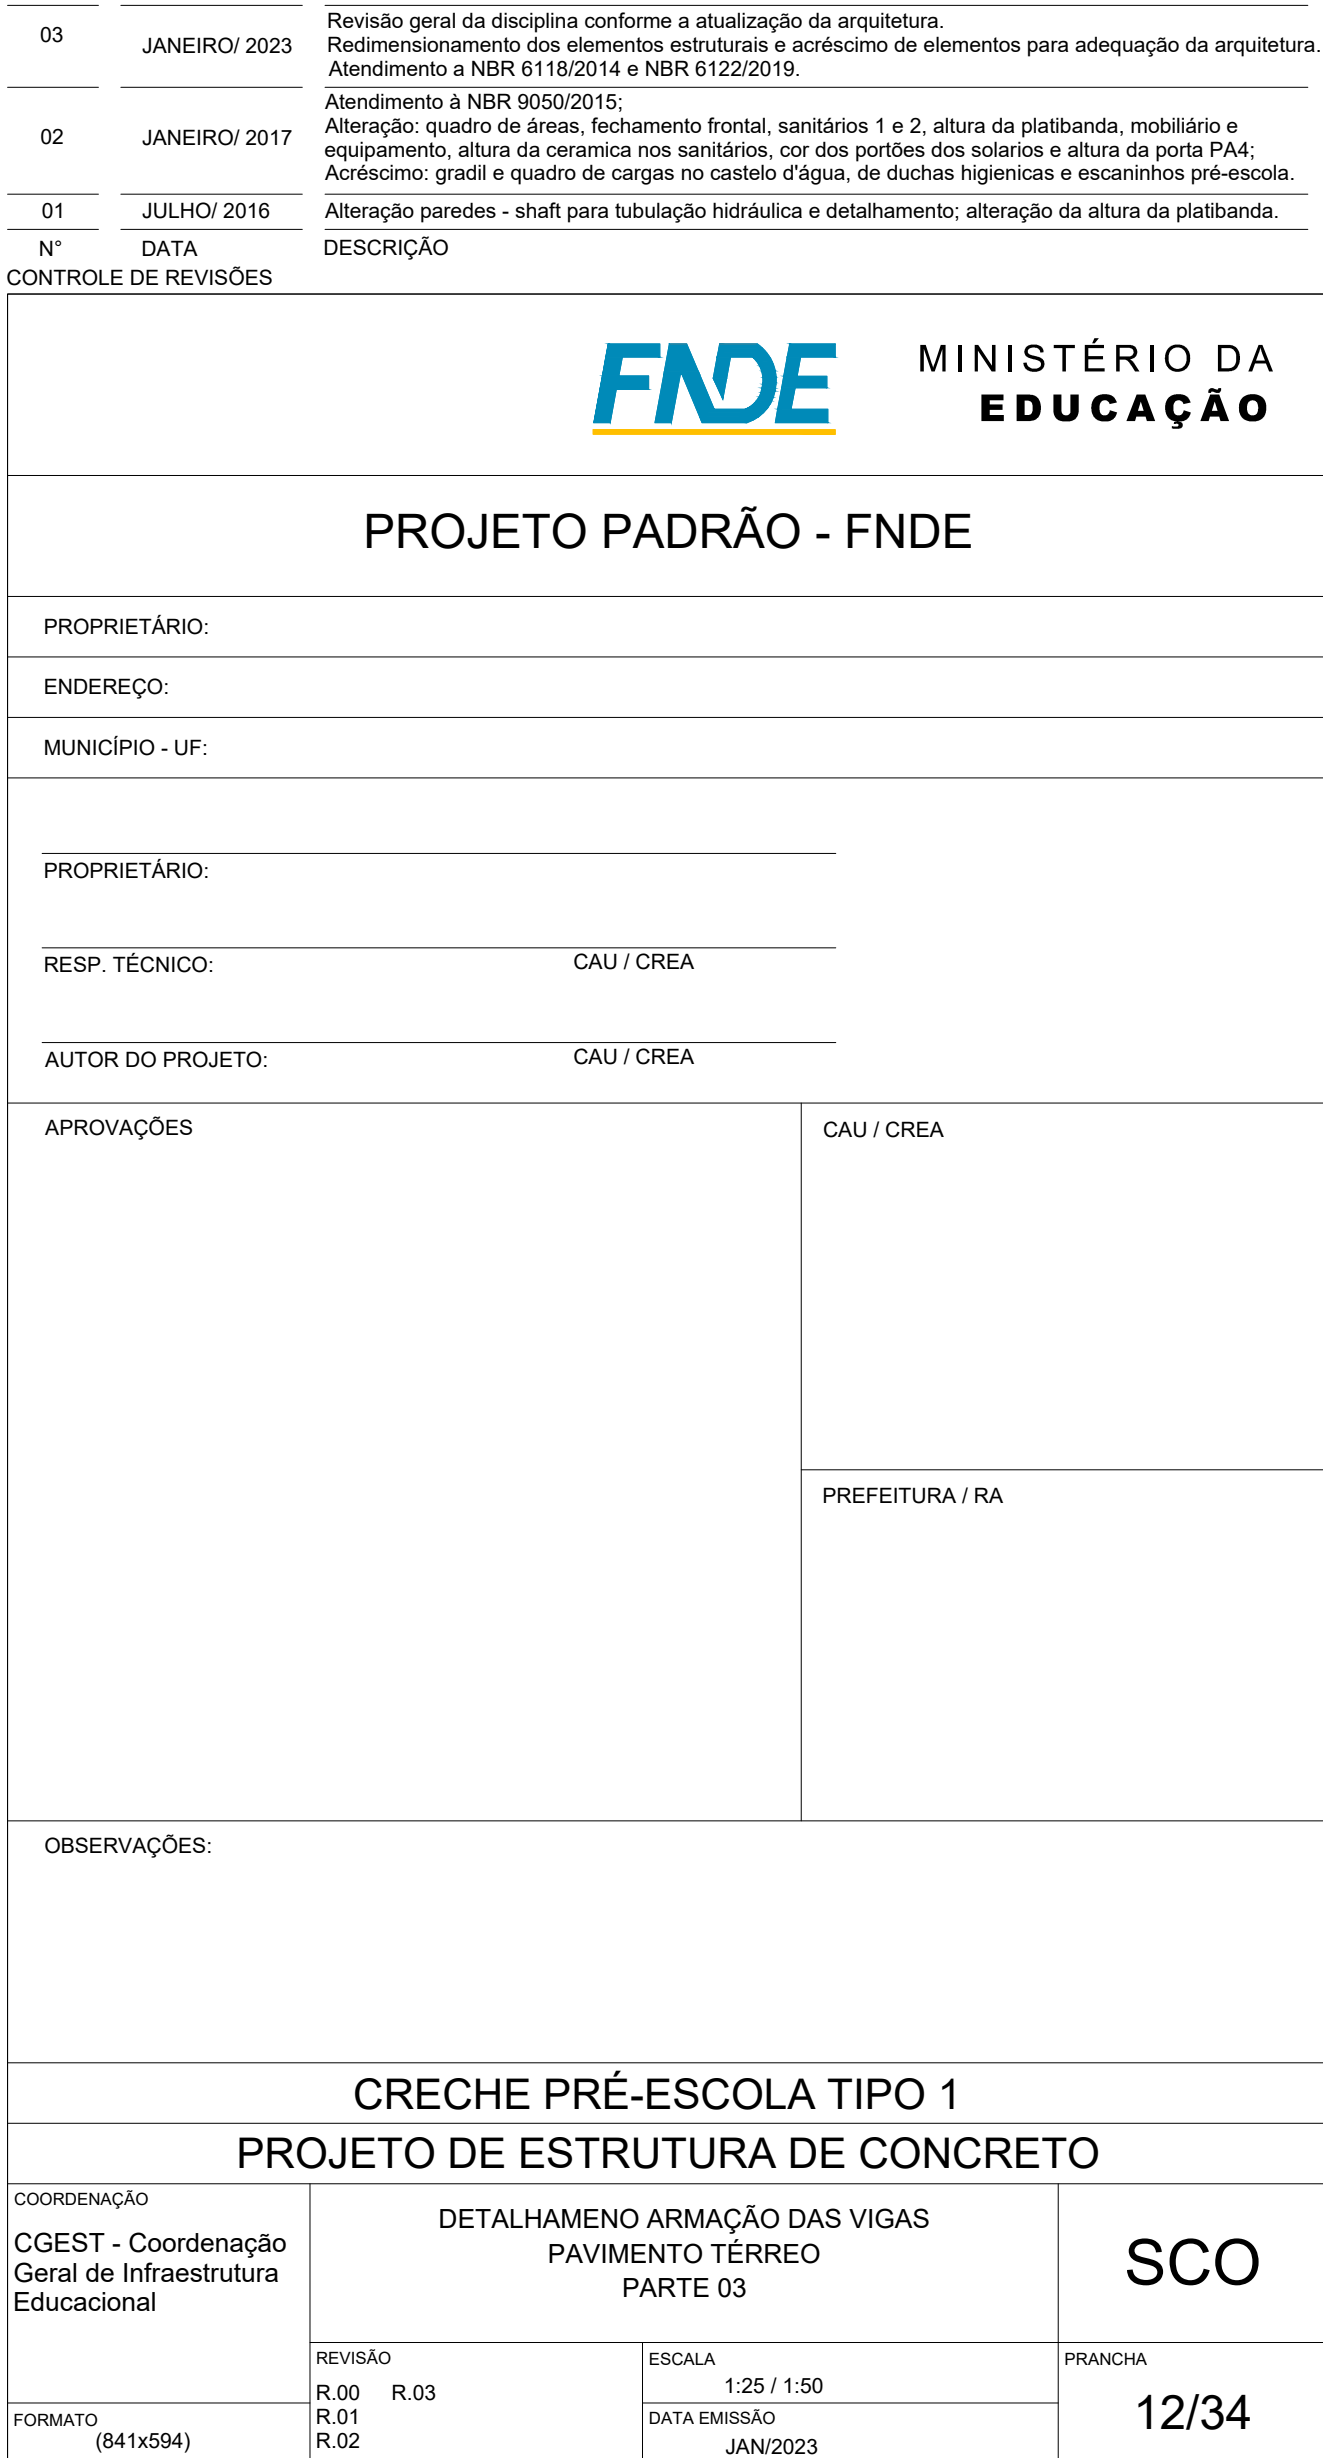 03
JANEIRO/ 2023
Revisão geral da disciplina conforme a atualização da arquitetura.
Redimensionamento dos elementos estruturais e acréscimo de elementos para adequação da arquitetura.
Atendimento a NBR 6118/2014 e NBR 6122/2019.
02
JANEIRO/ 2017
Atendimento à NBR 9050/2015;
Alteração: quadro de áreas, fechamento frontal, sanitários 1 e 2, altura da platibanda, mobiliário e
equipamento, altura da ceramica nos sanitários, cor dos portões dos solarios e altura da porta PA4;
Acréscimo: gradil e quadro de cargas no castelo d'água, de duchas higienicas e escaninhos pré-escola.
01
JULHO/ 2016
Alteração paredes - shaft para tubulação hidráulica e detalhamento; alteração da altura da platibanda.
N°
DATA
DESCRIÇÃO
CONTROLE DE REVISÕES
FNDE
MINISTÉRIO DA
EDUCAÇÃO
PROJETO PADRÃO - FNDE
PROPRIETÁRIO:
ENDEREÇO:
MUNICÍPIO - UF:
PROPRIETÁRIO:
RESP. TÉCNICO:
CAU / CREA
AUTOR DO PROJETO:
CAU / CREA
APROVAÇÕES
CAU / CREA
PREFEITURA / RA
OBSERVAÇÕES:
CRECHE PRÉ-ESCOLA TIPO 1
PROJETO DE ESTRUTURA DE CONCRETO
COORDENAÇÃO
CGEST - Coordenação
Geral de Infraestrutura
Educacional
DETALHAMENO ARMAÇÃO DAS VIGAS
PAVIMENTO TÉRREO
PARTE 03
SCO
FORMATO
(841x594)
REVISÃO
R.00 R.03
R.01
R.02
ESCALA
1:25 / 1:50
DATA EMISSÃO
JAN/2023
PRANCHA
12/34